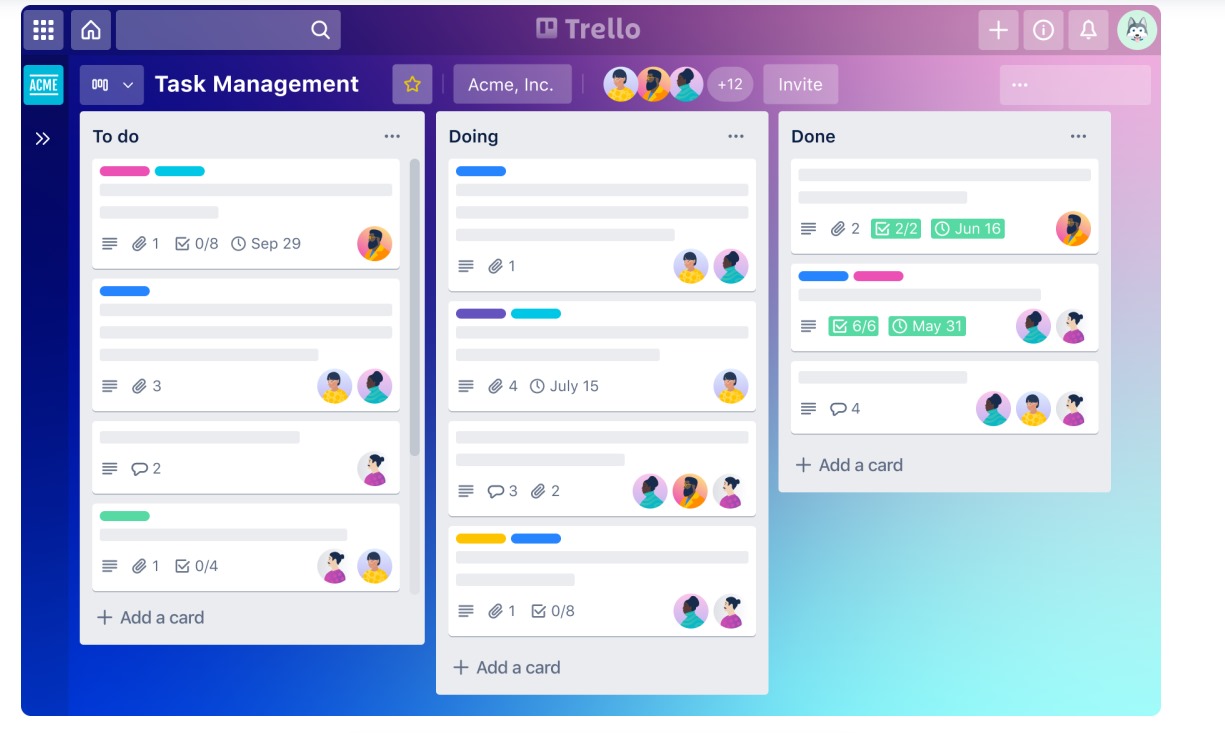 Trello
ACME
Task Management
Acme, Inc.
+12
Invite
To do
1 0/8 Sep 29
3
2
1 0/4
+ Add a card
Doing
1
4 July 15
3 2
1 0/8
+ Add a card
Done
2 2/2 Jun 16
6/6 May 31
4
+ Add a card